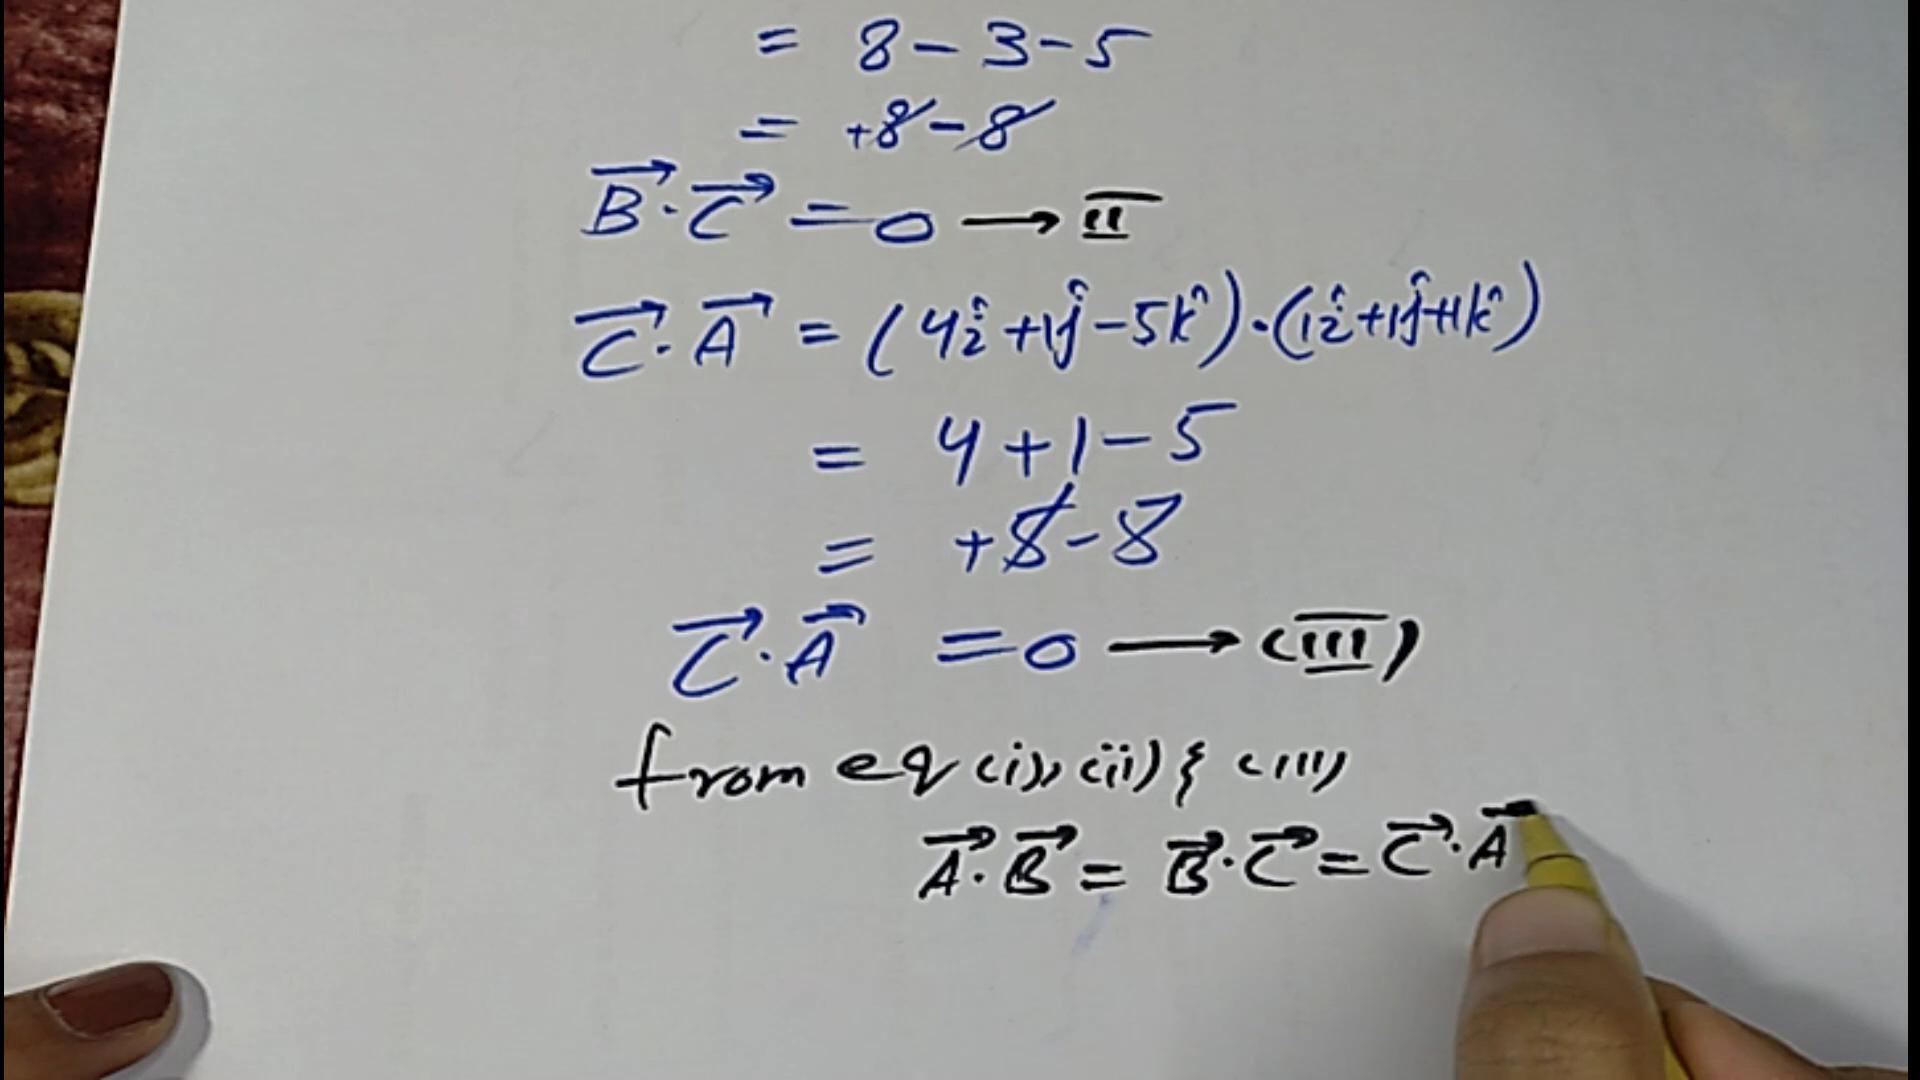 = 8 - 3 - 5
= +8 - 8
B⃗·C⃗ = 0 → II
C⃗·A⃗ = (4î + 1ĵ - 5k̂)·(1î + 1ĵ + 1k̂)
= 4 + 1 - 5
= +8 - 8
C⃗·A⃗ = 0 → (III)
from eq (i), (ii) { (III)
A⃗·B⃗ = B⃗·C⃗ = C⃗·A⃗